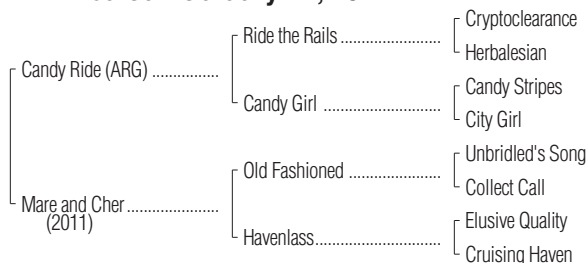 Cryptoclearance
Ride the Rails
Herbalesian
Candy Ride (ARG)
Candy Stripes
Candy Girl
City Girl
Unbridled's Song
Old Fashioned
Collect Call
Mare and Cher
(2011)
Elusive Quality
Havenlass
Cruising Haven